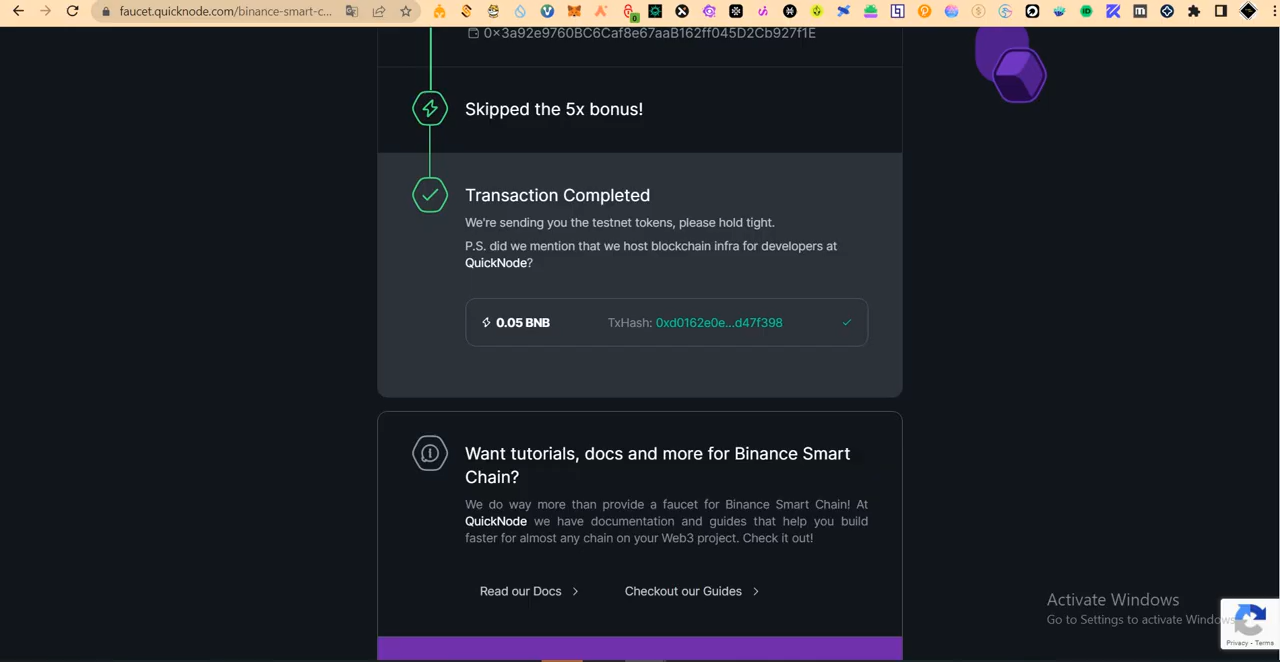 faucet.quicknode.com/binance-smart-c...
0x3a92e9760BC6Caf8e67aaB162ff045D2Cb927f1E
Skipped the 5x bonus!
Transaction Completed
We're sending you the testnet tokens, please hold tight.
P.S. did we mention that we host blockchain infra for developers at
QuickNode?
0.05 BNB TxHash: 0xd0162e0e...d47f398
Want tutorials, docs and more for Binance Smart
Chain?
We do way more than provide a faucet for Binance Smart Chain! At
QuickNode we have documentation and guides that help you build
faster for almost any chain on your Web3 project. Check it out!
Read our Docs > Checkout our Guides >
Activate Windows
Go to Settings to activate Windows
Privacy - Terms